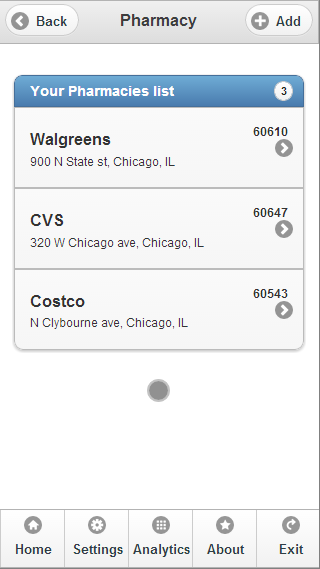 Back
Pharmacy
Add
Your Pharmacies list
3
Walgreens
60610
900 N State st, Chicago, IL
CVS
60647
320 W Chicago ave, Chicago, IL
Costco
60543
N Clybourne ave, Chicago, IL
Home
Settings
Analytics
About
Exit